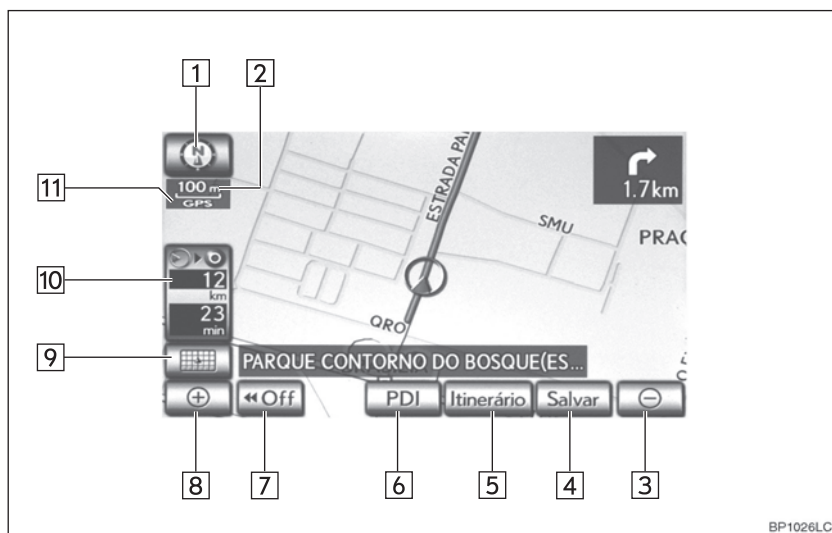 1
2
N
11
100 m
GPS
ESTRADA PA
1.7km
SMU
PRAÇ
10
12
km
23
min
QRO
9
PARQUE CONTORNO DO BOSQUE(ES...
Off
PDI
Itinerário
Salvar
8
7
6
5
4
3
BP1026LC